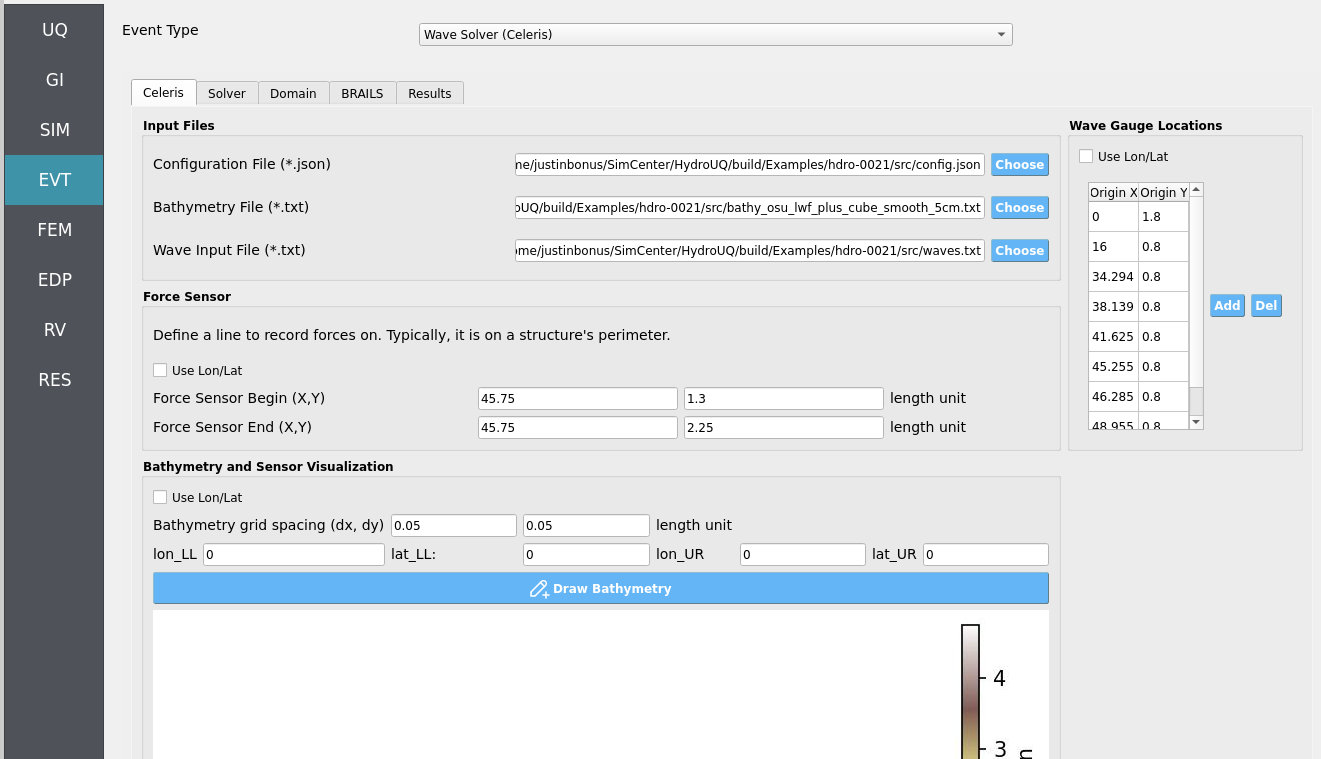 UQ
GI
SIM
EVT
FEM
EDP
RV
RES
Event Type
Wave Solver (Celeris)
Celeris Solver Domain BRAILS Results
Input Files
Configuration File (*.json) ne/justinbonus/SimCenter/HydroUQ/build/Examples/hdro-0021/src/config.json Choose
Bathymetry File (*.txt) oUQ/build/Examples/hdro-0021/src/bathy_osu_lwf_plus_cube_smooth_5cm.txt Choose
Wave Input File (*.txt) me/justinbonus/SimCenter/HydroUQ/build/Examples/hdro-0021/src/waves.txt Choose
Force Sensor
Define a line to record forces on. Typically, it is on a structure's perimeter.
Use Lon/Lat
Force Sensor Begin (X,Y) 45.75 1.3 length unit
Force Sensor End (X,Y) 45.75 2.25 length unit
Bathymetry and Sensor Visualization
Use Lon/Lat
Bathymetry grid spacing (dx, dy) 0.05 0.05 length unit
lon_LL 0 lat_LL: 0 lon_UR 0 lat_UR 0
Draw Bathymetry
4
3
Wave Gauge Locations
Use Lon/Lat
Origin X Origin Y
0 1.8
16 0.8
34.294 0.8
38.139 0.8
41.625 0.8
45.255 0.8
46.285 0.8
48.955 0.8
Add Del